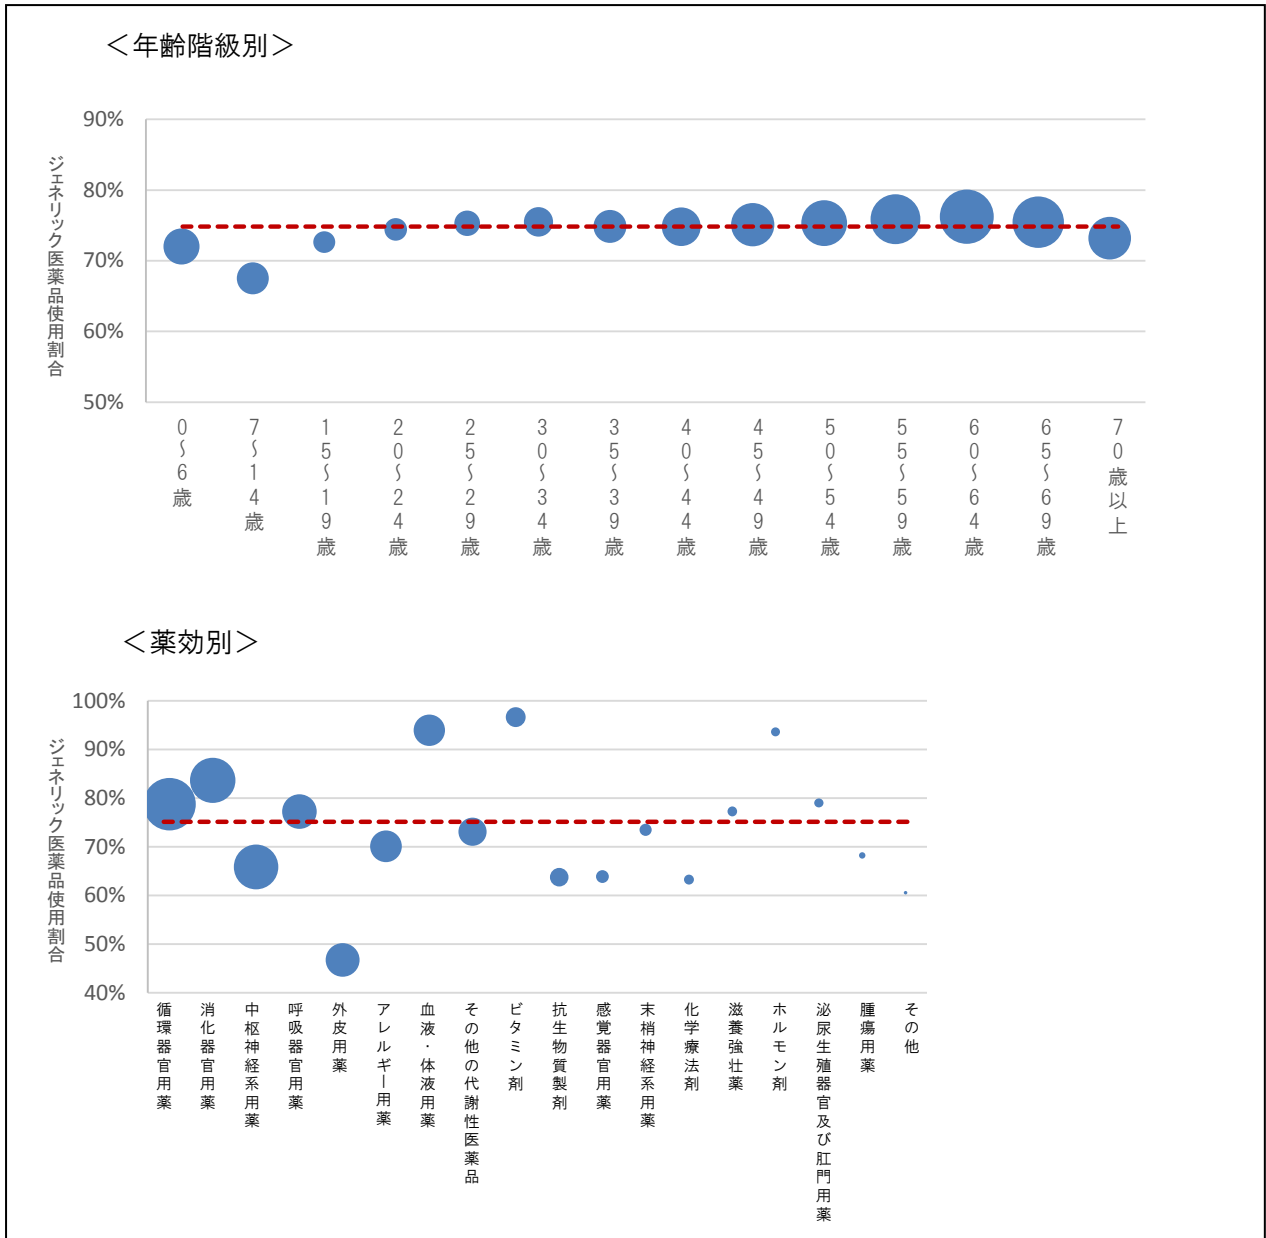 ＜年齢階級別＞
ジェネリック医薬品使用割合
90%
80%
70%
60%
50%
0～6歳
7～14歳
15～19歳
20～24歳
25～29歳
30～34歳
35～39歳
40～44歳
45～49歳
50～54歳
55～59歳
60～64歳
65～69歳
70歳以上
＜薬効別＞
ジェネリック医薬品使用割合
100%
90%
80%
70%
60%
50%
40%
循環器官用薬
消化器官用薬
中枢神経系用薬
呼吸器官用薬
外皮用薬
アレルギー用薬
血液・体液用薬
その他の代謝性医薬品
ビタミン剤
抗生物質製剤
感覚器官用薬
末梢神経系用薬
化学療法剤
滋養強壮薬
ホルモン剤
泌尿生殖器官及び肛門用薬
腫瘍用薬
その他